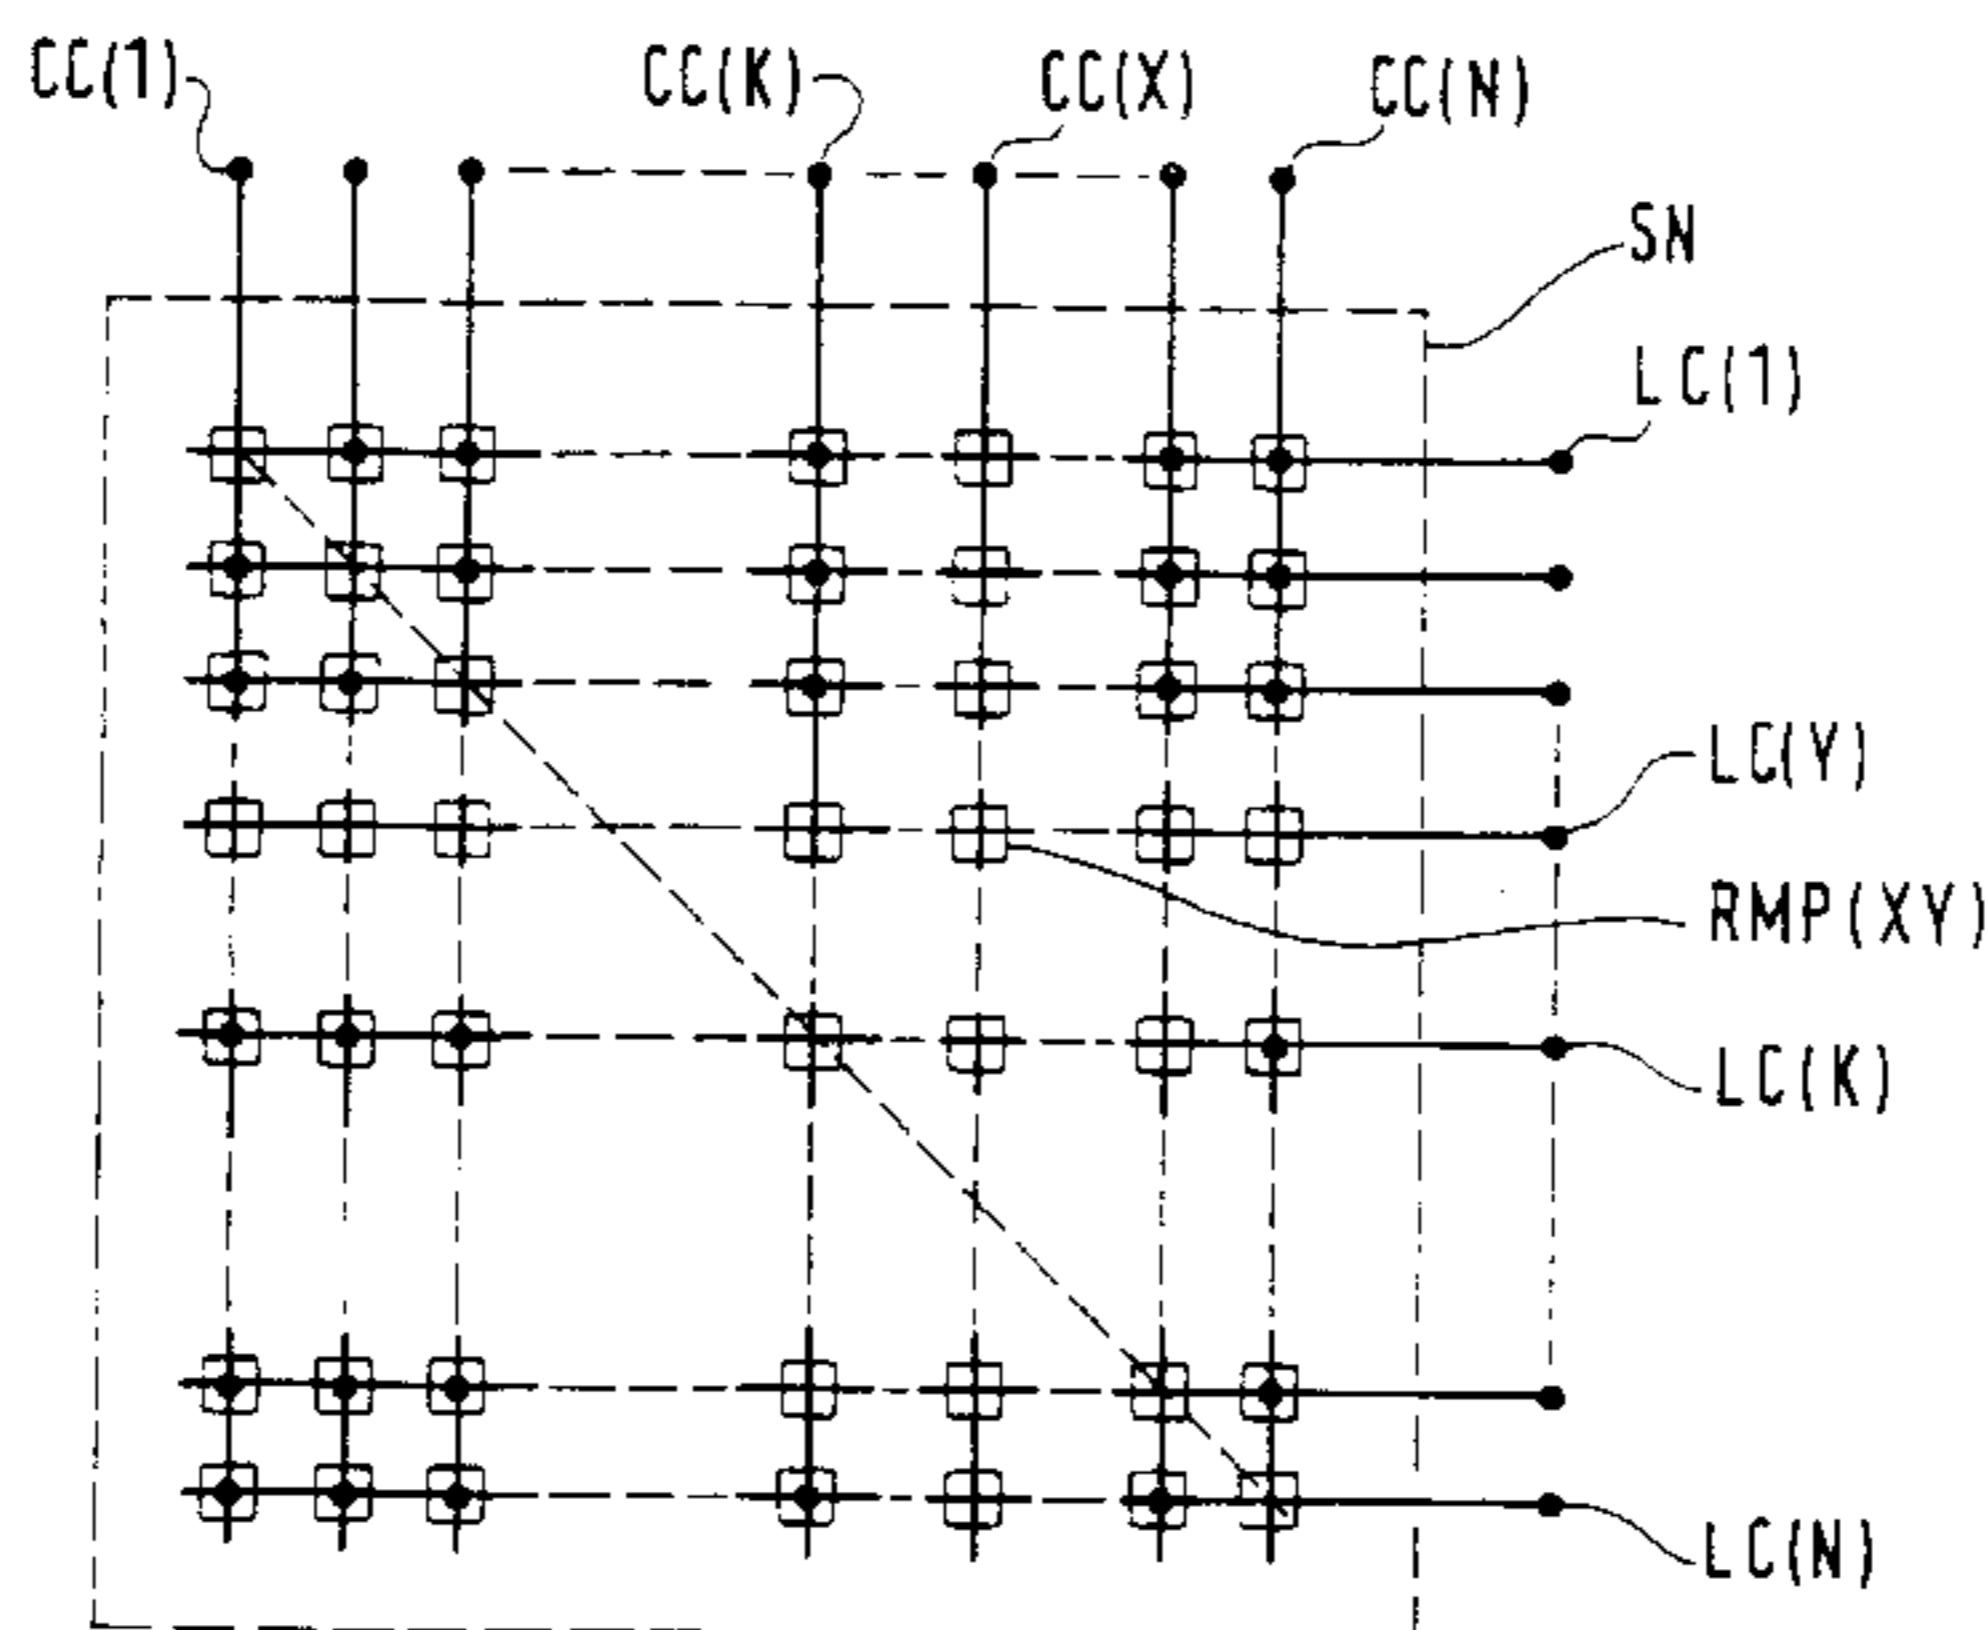 CC(1)
CC(K)
CC(X)
CC(N)
SN
LC(1)
LC(Y)
RMP(XY)
LC(K)
LC(N)